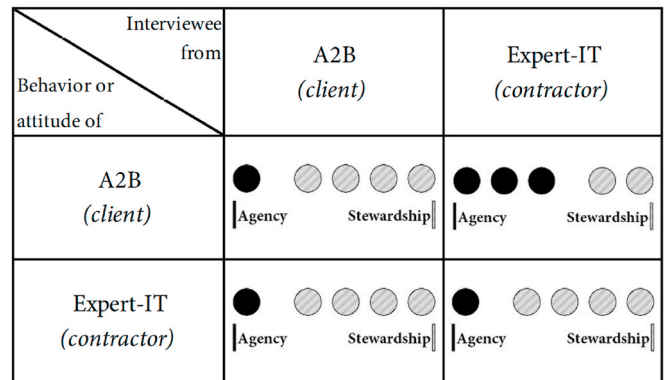 Interviewee
from
Behavior or
attitude of
A2B
(client)
Expert-IT
(contractor)
A2B
(client)
Agency Stewardship
Agency Stewardship
Expert-IT
(contractor)
Agency Stewardship
Agency Stewardship